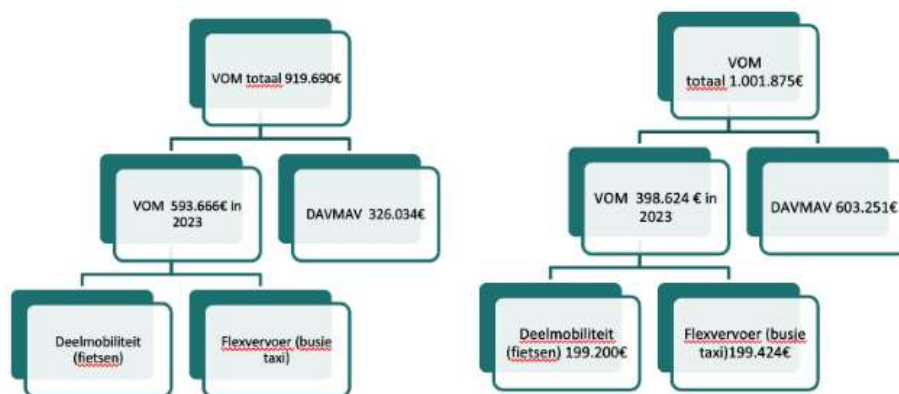 VOM totaal 919.690€
VOM 593.666€ in
2023
DAVMAV 326.034€
Deelmobiliteit
(fietsen)
Flexvervoer (busje
taxi)
VOM
totaal 1.001.875€
VOM 398.624 € in
2023
DAVMAV 603.251€
Deelmobiliteit
(fietsen) 199.200€
Flexvervoer (busje
taxi)199.424€